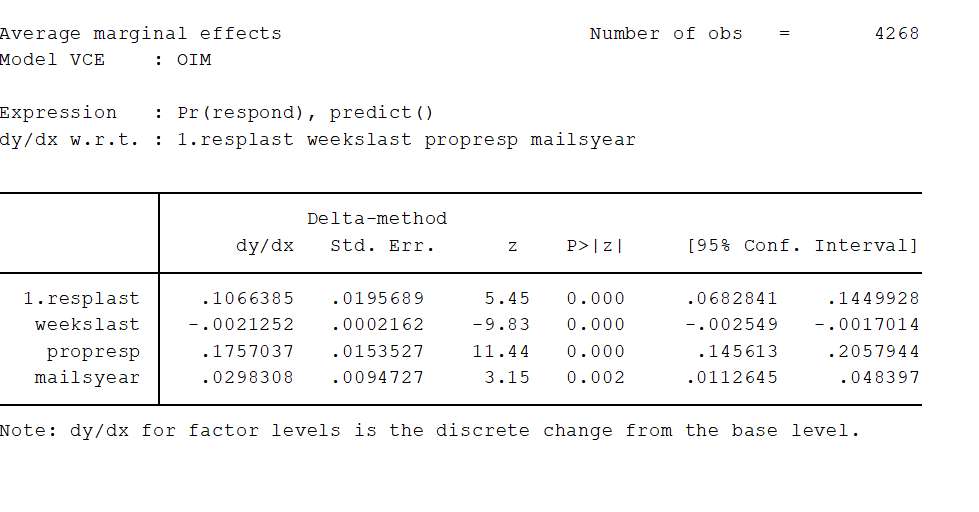 Average marginal effects Number of obs = 4268
Model VCE : OIM
Expression : Pr(respond), predict()
dy/dx w.r.t. : 1.resplast weekslast propresp mailsyear
Delta-method
dy/dx Std. Err. z P>|z| [95% Conf. Interval]
1.resplast .1066385 .0195689 5.45 0.000 .0682841 .1449928
weekslast -.0021252 .0002162 -9.83 0.000 -.002549 -.0017014
propresp .1757037 .0153527 11.44 0.000 .145613 .2057944
mailsyear .0298308 .0094727 3.15 0.002 .0112645 .048397
Note: dy/dx for factor levels is the discrete change from the base level.